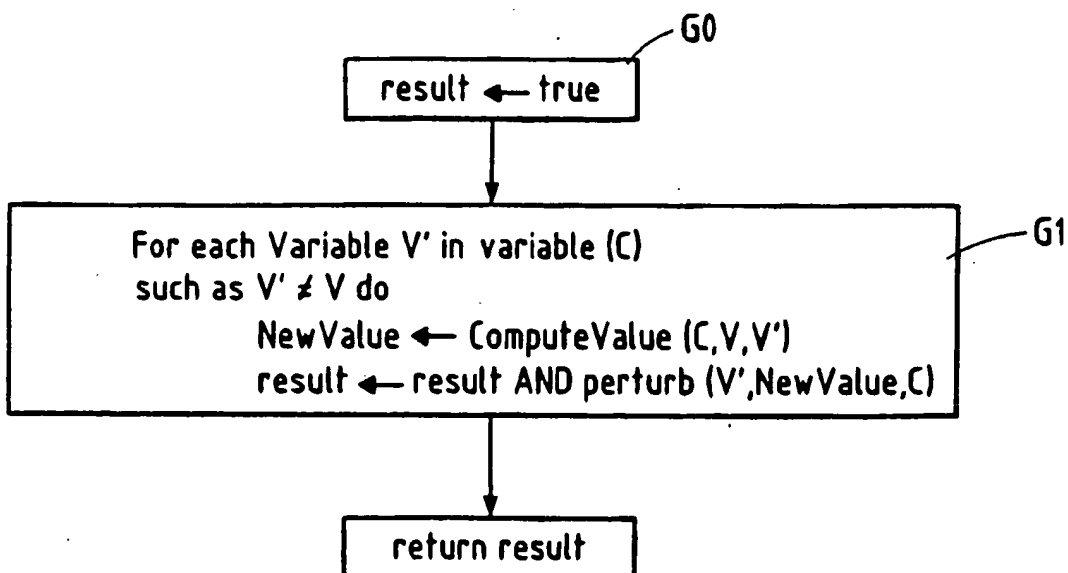 G0
result ← true
G1
For each Variable V' in variable (C)
such as V' ≠ V do
NewValue ← ComputeValue (C,V,V')
result ← result AND perturb (V',NewValue,C)
return result